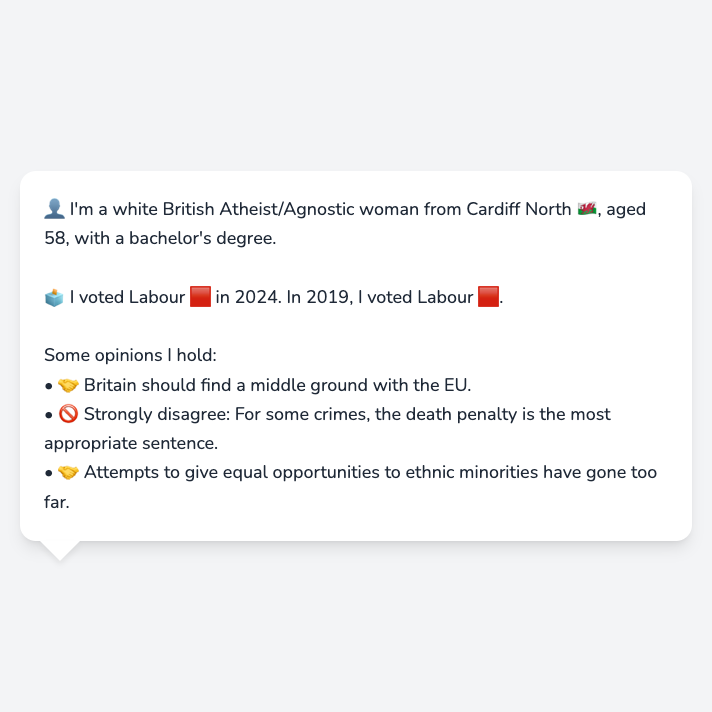 👤 I'm a white British Atheist/Agnostic woman from Cardiff North 🏴󠁧󠁢󠁷󠁬󠁳󠁿, aged
58, with a bachelor's degree.
🗳️ I voted Labour 🟥 in 2024. In 2019, I voted Labour 🟥.
Some opinions I hold:
• 🤝 Britain should find a middle ground with the EU.
• 🚫 Strongly disagree: For some crimes, the death penalty is the most
appropriate sentence.
• 🤝 Attempts to give equal opportunities to ethnic minorities have gone too
far.